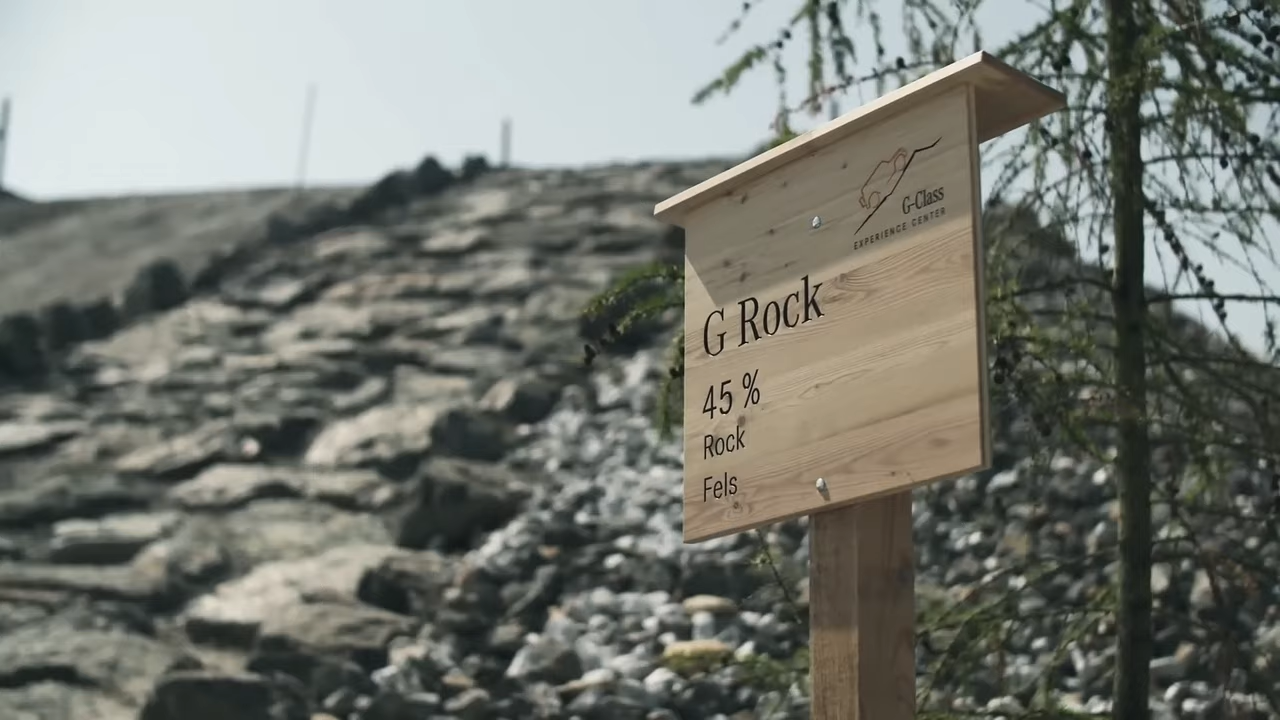 G-Class
EXPERIENCE CENTER
G Rock
45 %
Rock
Fels